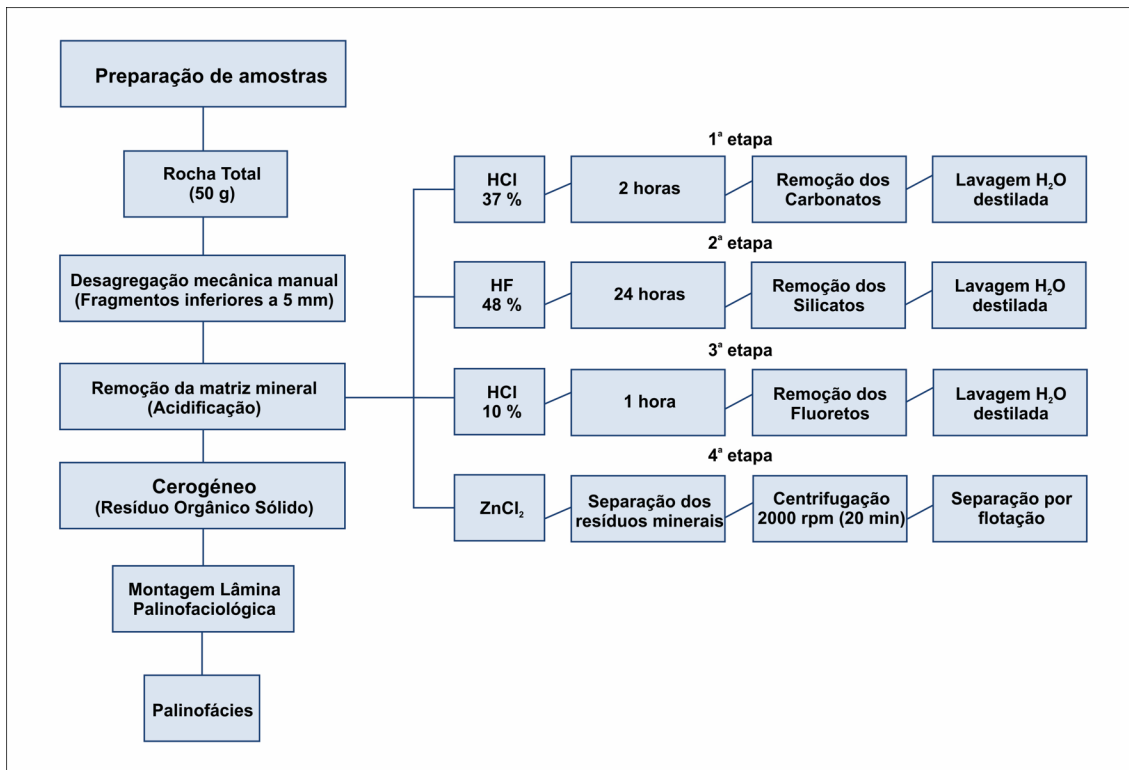 Preparação de amostras
Rocha Total
(50 g)
Desagregação mecânica manual
(Fragmentos inferiores a 5 mm)
Remoção da matriz mineral
(Acidificação)
Cerogéneo
(Resíduo Orgânico Sólido)
Montagem Lâmina
Palinofaciológica
Palinofácies
1ª etapa
HCl
37 %
2 horas
Remoção dos
Carbonatos
Lavagem H₂O
destilada
2ª etapa
HF
48 %
24 horas
Remoção dos
Silicatos
Lavagem H₂O
destilada
3ª etapa
HCl
10 %
1 hora
Remoção dos
Fluoretos
Lavagem H₂O
destilada
4ª etapa
ZnCl₂
Separação dos
resíduos minerais
Centrifugação
2000 rpm (20 min)
Separação por
flotação